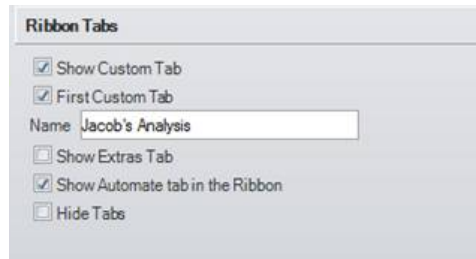 Ribbon Tabs
Show Custom Tab
First Custom Tab
Name Jacob's Analysis
Show Extras Tab
Show Automate tab in the Ribbon
Hide Tabs